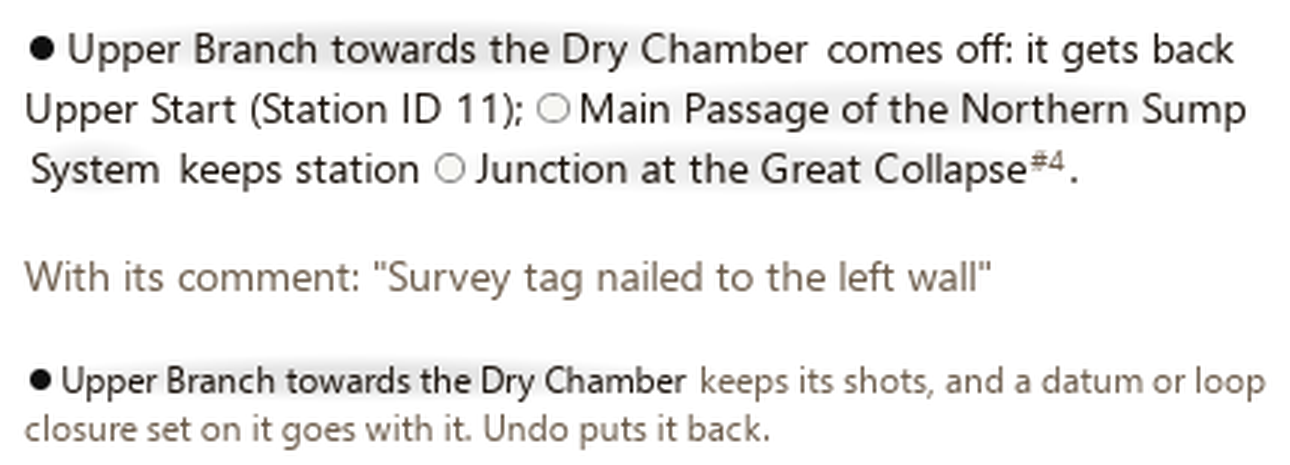 ● Upper Branch towards the Dry Chamber comes off: it gets back
Upper Start (Station ID 11); ○ Main Passage of the Northern Sump
System keeps station ○ Junction at the Great Collapse#4.
With its comment: "Survey tag nailed to the left wall"
● Upper Branch towards the Dry Chamber keeps its shots, and a datum or loop
closure set on it goes with it. Undo puts it back.